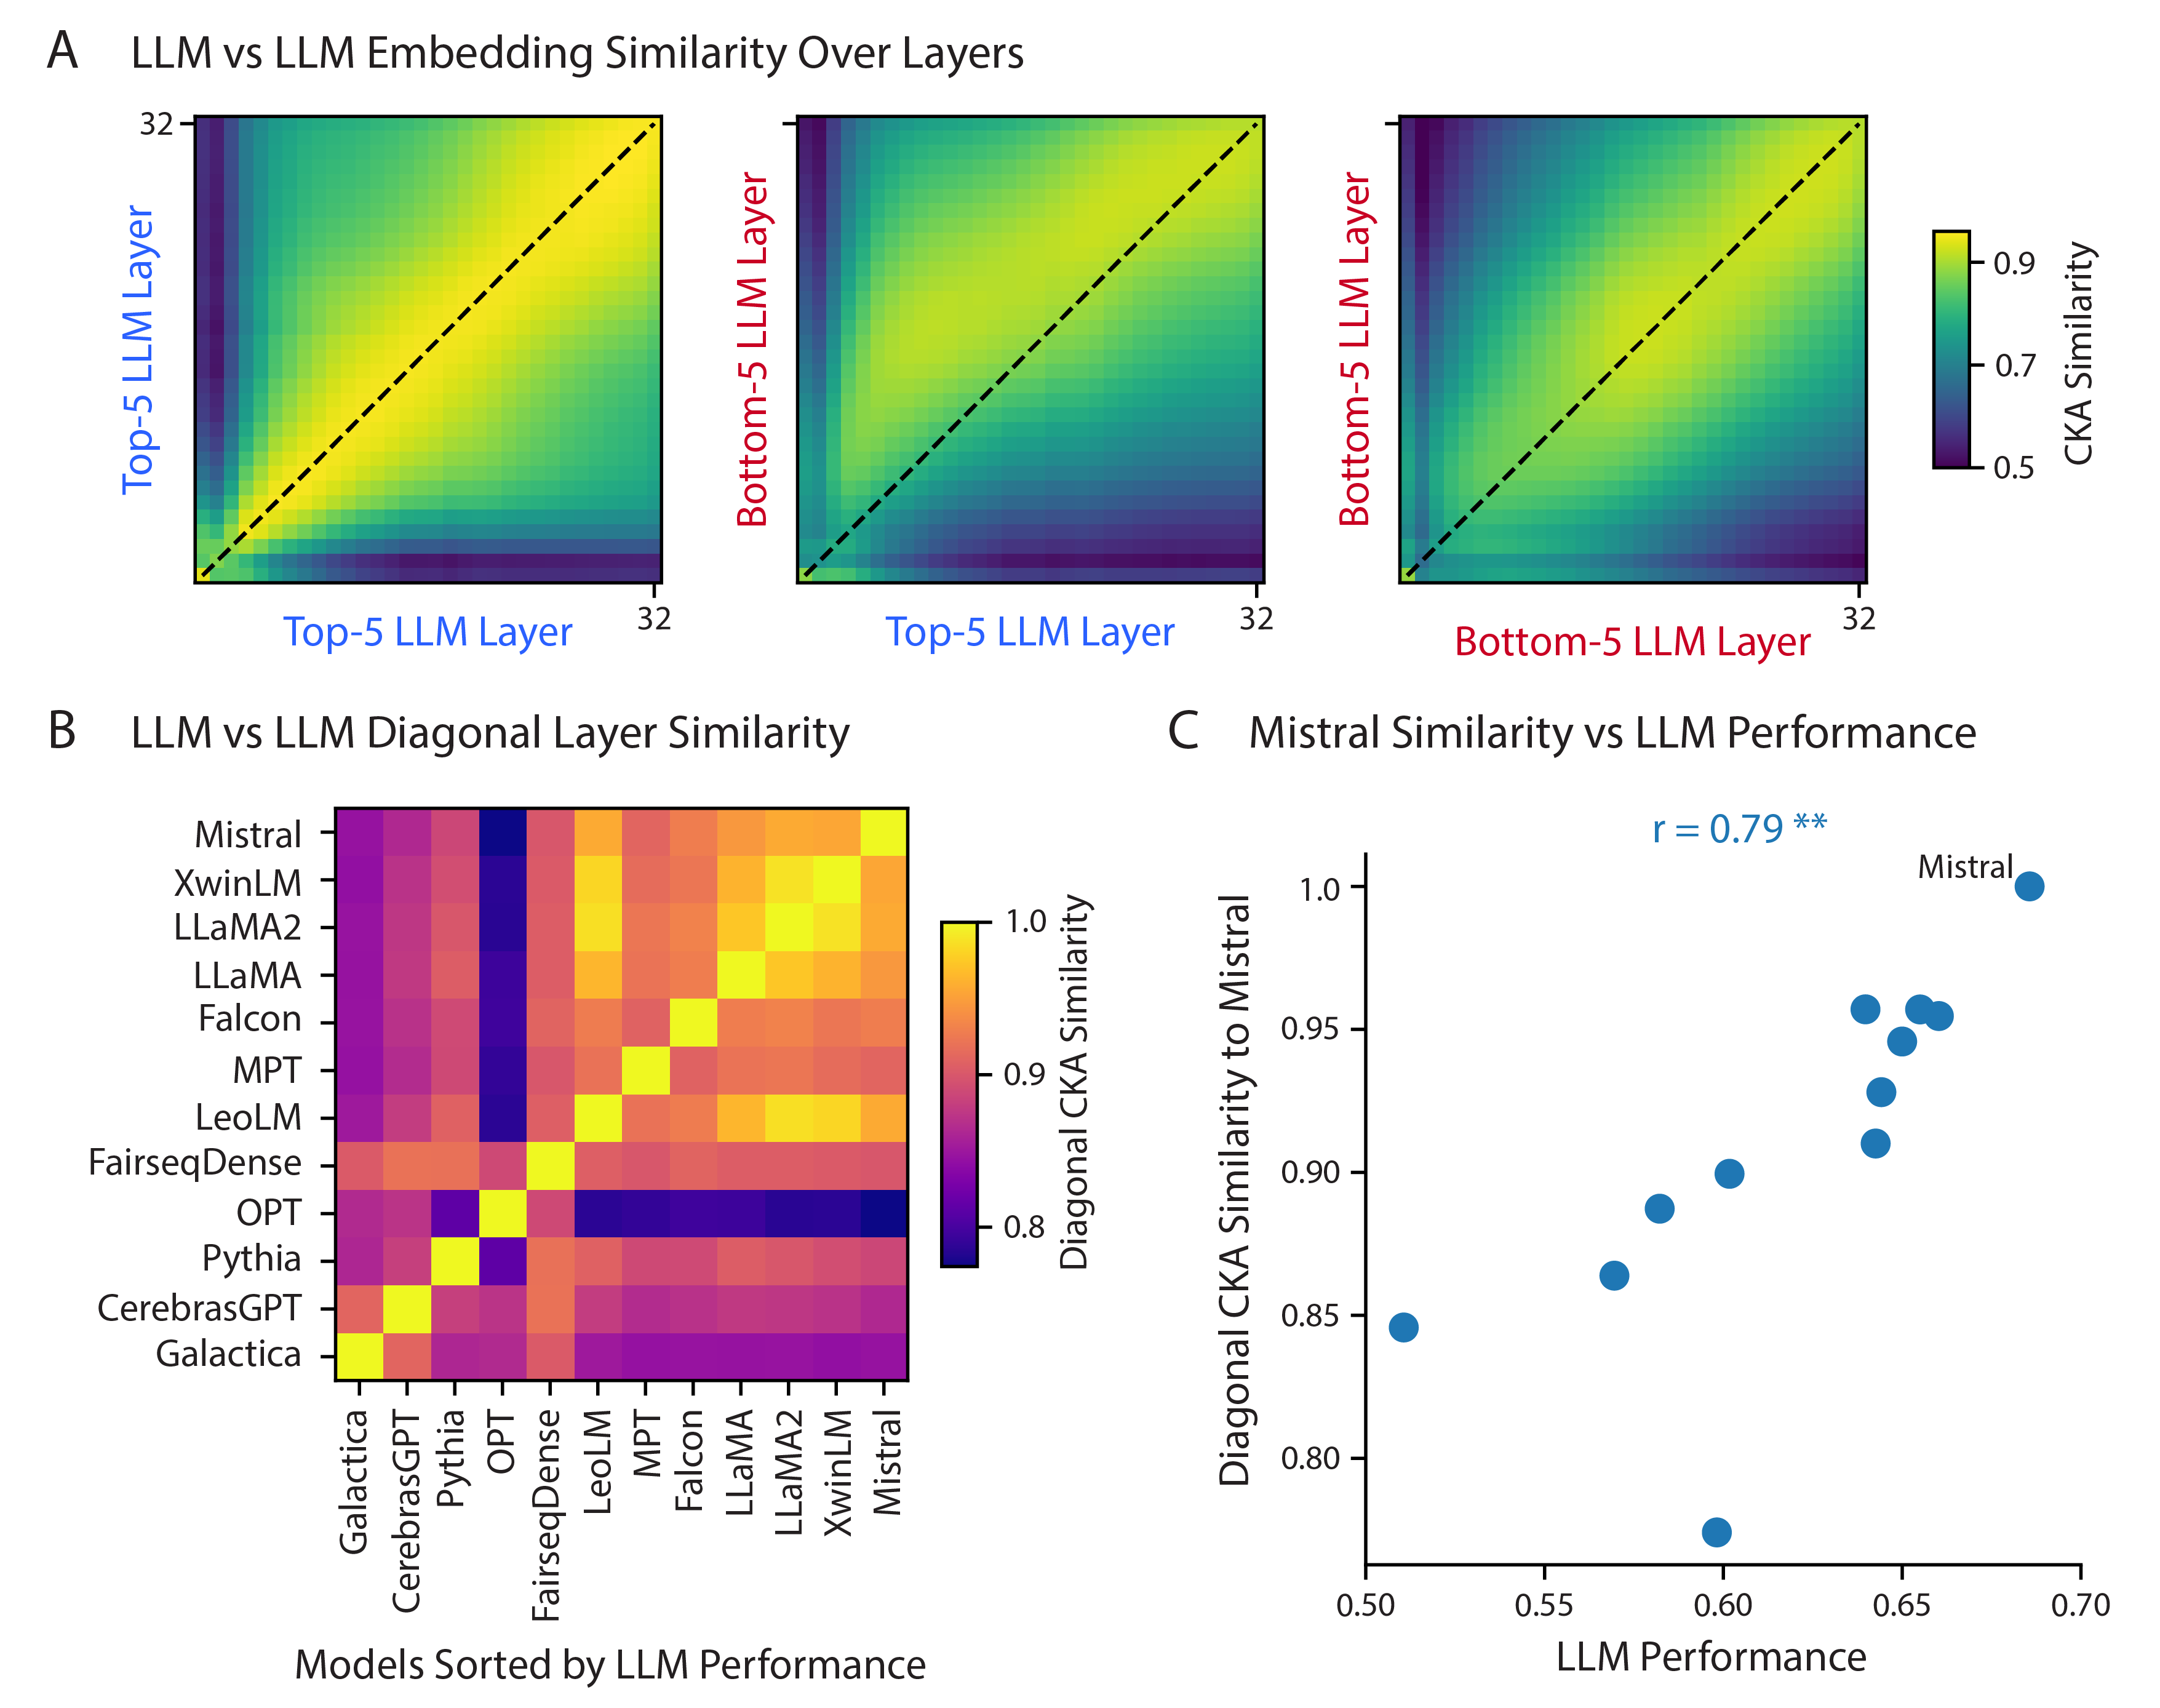 A LLM vs LLM Embedding Similarity Over Layers
32
Top-5 LLM Layer
Top-5 LLM Layer
32
Bottom-5 LLM Layer
Top-5 LLM Layer
32
Bottom-5 LLM Layer
Bottom-5 LLM Layer
32
0.9
0.7
0.5
CKA Similarity
B LLM vs LLM Diagonal Layer Similarity
Mistral
XwinLM
LLaMA2
LLaMA
Falcon
MPT
LeoLM
FairseqDense
OPT
Pythia
CerebrasGPT
Galactica
Galactica
CerebrasGPT
Pythia
OPT
FairseqDense
LeoLM
MPT
Falcon
LLaMA
LLaMA2
XwinLM
Mistral
Models Sorted by LLM Performance
1.0
0.9
0.8
Diagonal CKA Similarity
C Mistral Similarity vs LLM Performance
r = 0.79 **
Mistral
Diagonal CKA Similarity to Mistral
1.0
0.95
0.90
0.85
0.80
0.50
0.55
0.60
0.65
0.70
LLM Performance